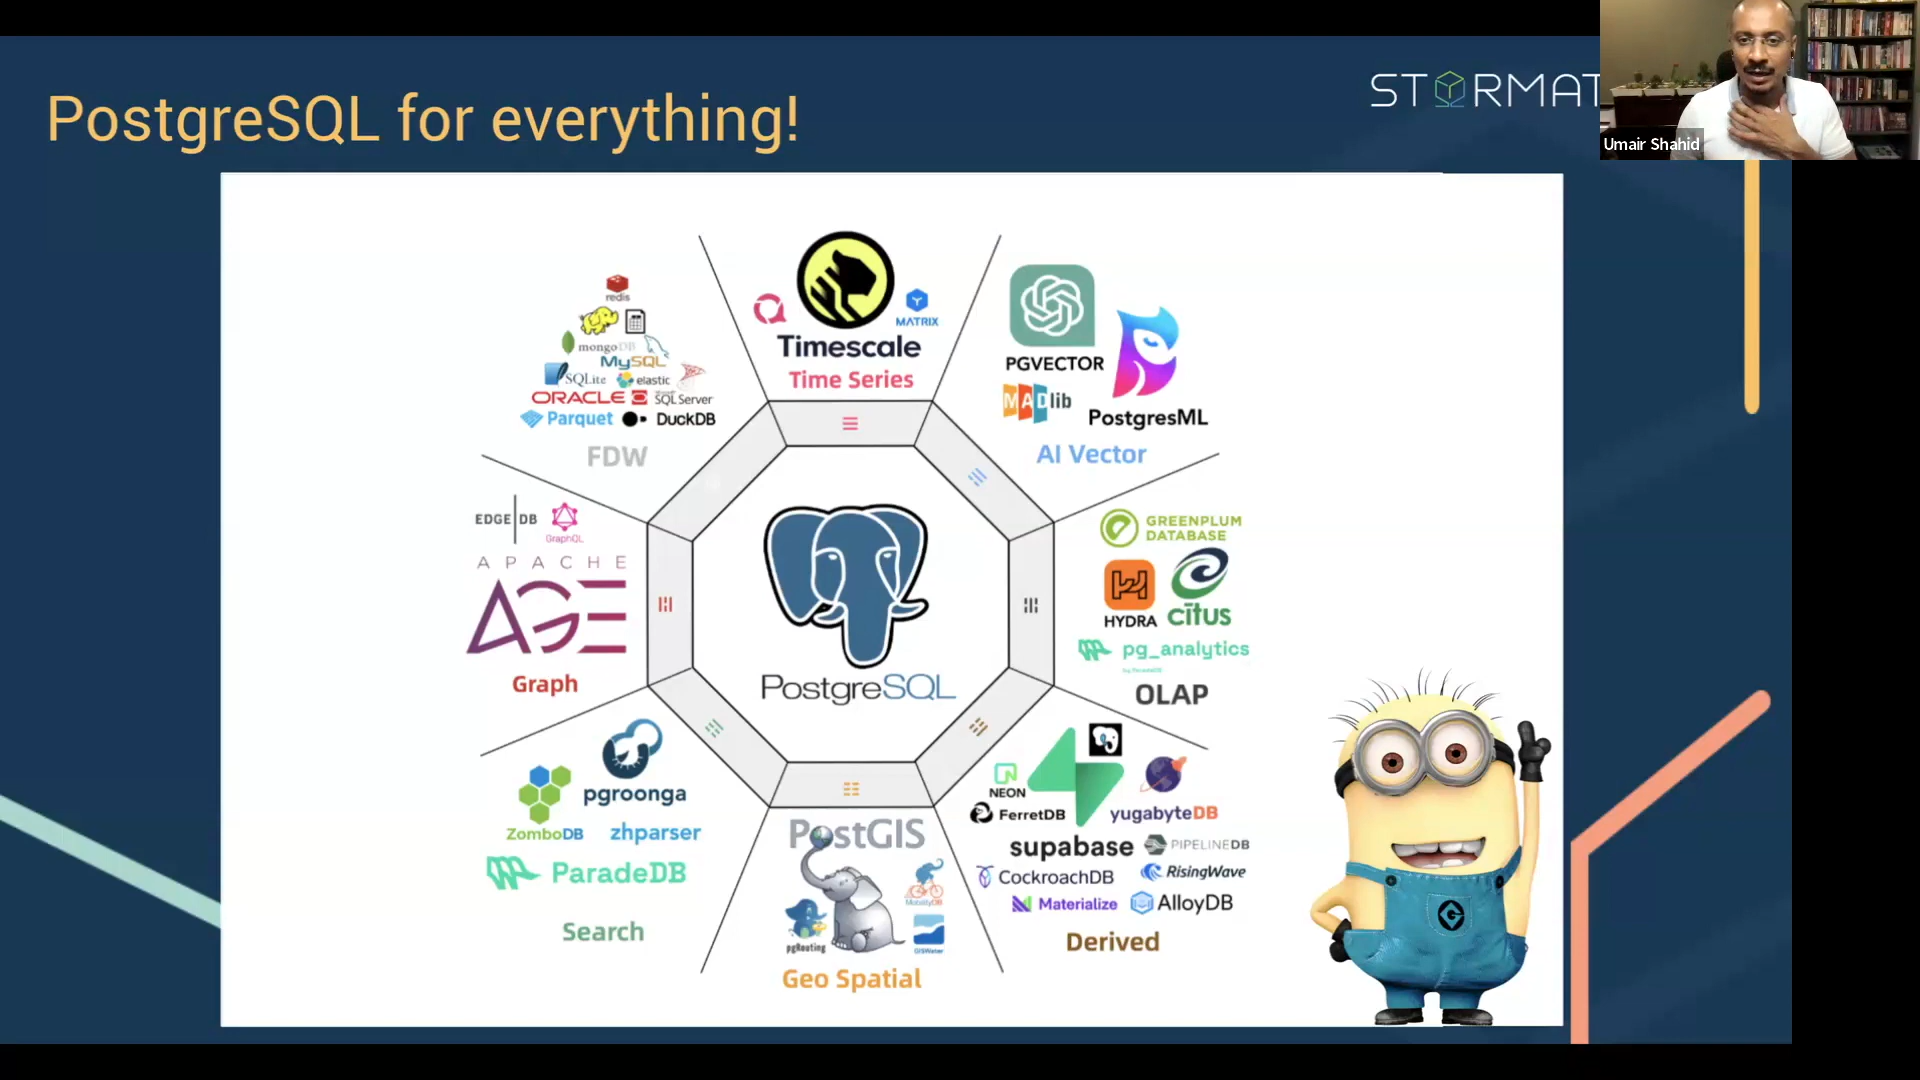 PostgreSQL for everything!
STORMAT
Umair Shahid
redis
mongoDB
MySQL
SQLite
elastic
ORACLE
SQL Server
Parquet
DuckDB
FDW
MATRIX
Timescale
Time Series
PGVECTOR
MADlib
PostgresML
AI Vector
EDGE DB
GraphQL
APACHE
AGE
Graph
PostgreSQL
GREENPLUM
DATABASE
HYDRA
citus
pg_analytics
OLAP
pgroonga
ZomboDB
zhparser
ParadeDB
Search
PostGIS
MobilityDB
pgRouting
GISWater
Geo Spatial
NEON
FerretDB
yugabyteDB
supabase
PIPELINEDB
CockroachDB
RisingWave
Materialize
AlloyDB
Derived